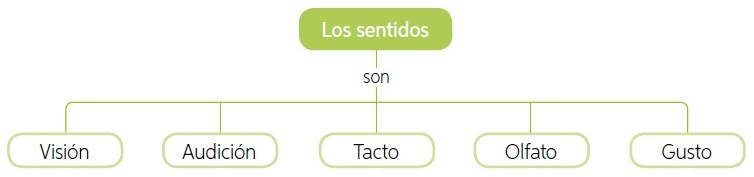 Los sentidos
son
Visión
Audición
Tacto
Olfato
Gusto